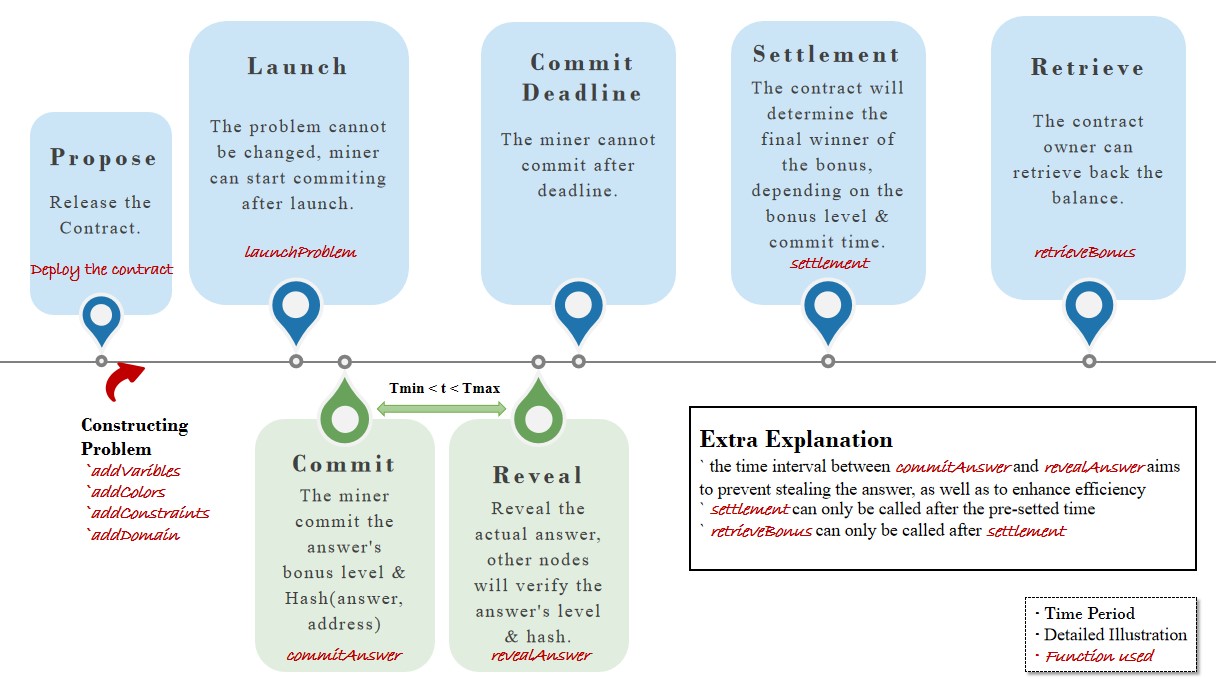 Propose
Release the
Contract.
Deploy the contract
Launch
The problem cannot
be changed, miner
can start commiting
after launch.
launchProblem
Commit
Deadline
The miner cannot
commit after
deadline.
Settlement
The contract will
determine the
final winner of
the bonus,
depending on the
bonus level &
commit time.
settlement
Retrieve
The contract
owner can
retrieve back the
balance.
retrieveBonus
Constructing
Problem
`addVaribles
`addColors
`addConstraints
`addDomain
Tmin < t < Tmax
Commit
The miner
commit the
answer's
bonus level &
Hash(answer,
address)
commitAnswer
Reveal
Reveal the
actual answer,
other nodes
will verify the
answer's level
& hash.
revealAnswer
Extra Explanation
` the time interval between commitAnswer and revealAnswer aims
to prevent stealing the answer, as well as to enhance efficiency
` settlement can only be called after the pre-setted time
` retrieveBonus can only be called after settlement
· Time Period
· Detailed Illustration
· Function used